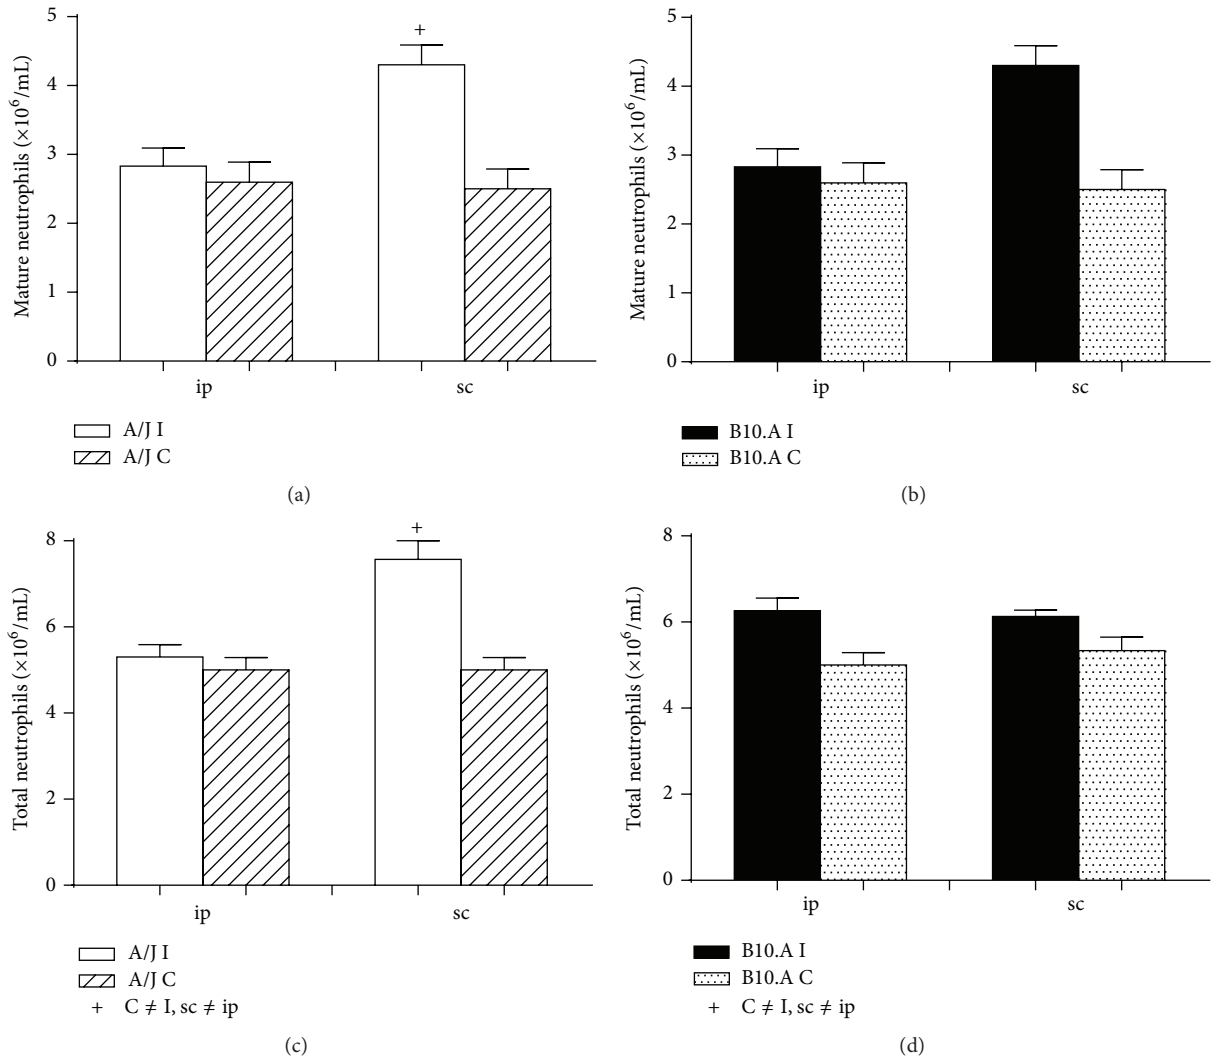 5
4
3
2
1
0
Mature neutrophils (×10⁶/mL)
+
ip
sc
A/J I
A/J C
(a)
5
4
3
2
1
0
Mature neutrophils (×10⁶/mL)
ip
sc
B10.A I
B10.A C
(b)
8
6
4
2
0
Total neutrophils (×10⁶/mL)
+
ip
sc
A/J I
A/J C
+ C ≠ I, sc ≠ ip
(c)
8
6
4
2
0
Total neutrophils (×10⁶/mL)
ip
sc
B10.A I
B10.A C
+ C ≠ I, sc ≠ ip
(d)